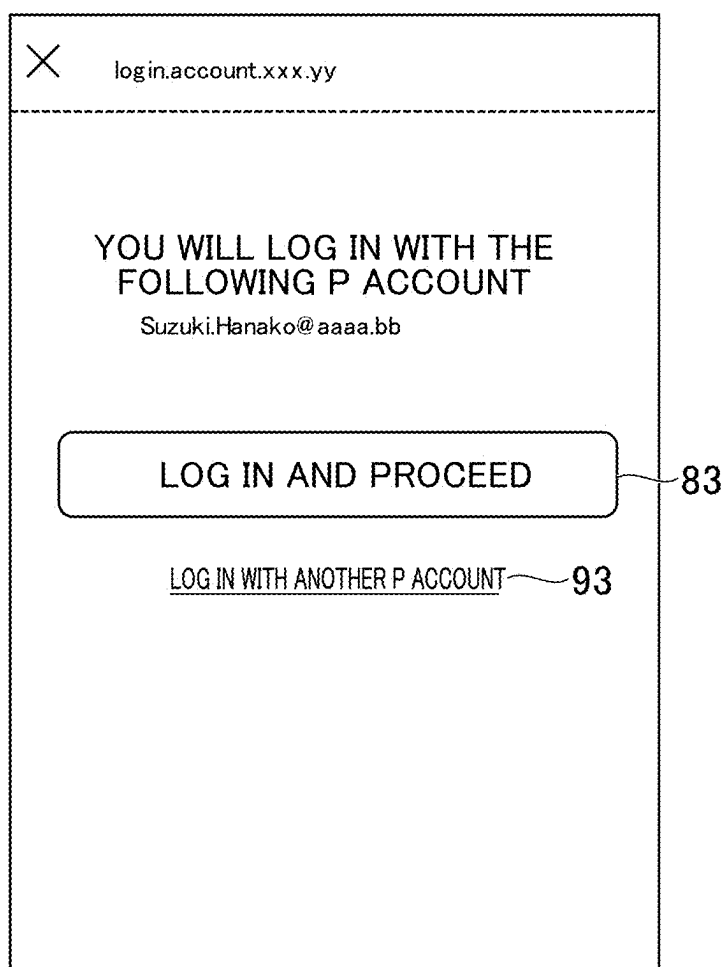 login.account.xxx.yy
YOU WILL LOG IN WITH THE
FOLLOWING P ACCOUNT
Suzuki.Hanako@aaaa.bb
LOG IN AND PROCEED
83
LOG IN WITH ANOTHER P ACCOUNT
93